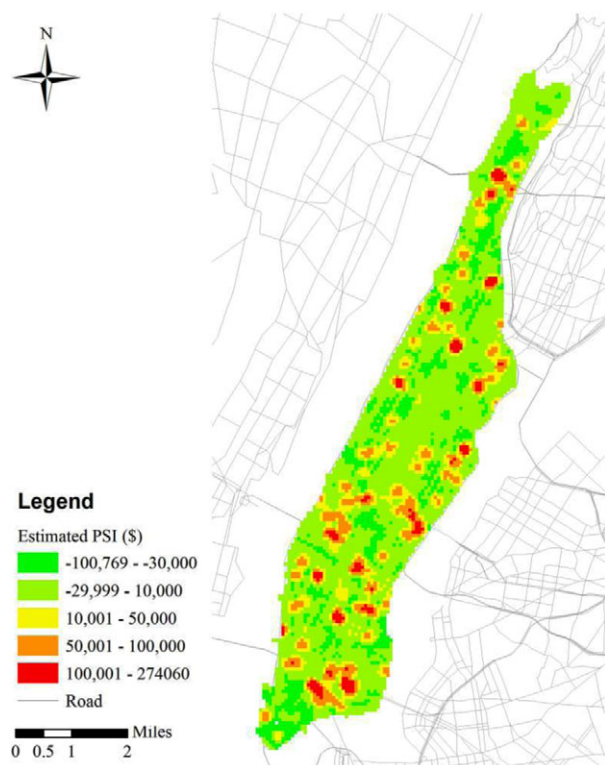 N
Legend
Estimated PSI ($)
-100,769 - -30,000
-29,999 - 10,000
10,001 - 50,000
50,001 - 100,000
100,001 - 274060
Road
Miles
0 0.5 1 2